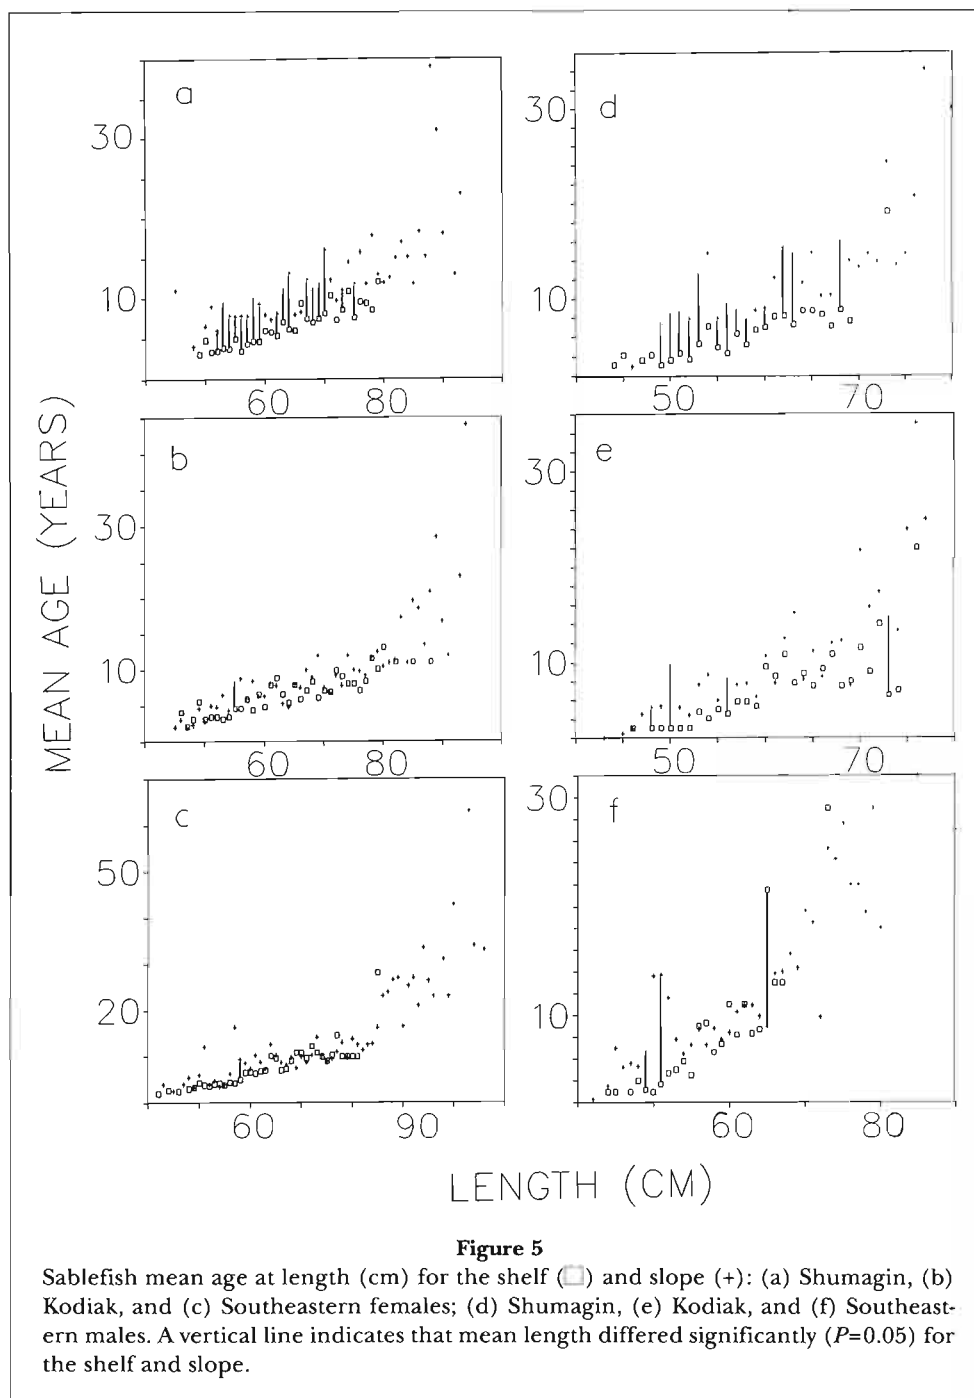 a
30
10
60 80
d
30
10
50 70
b
30
10
60 80
e
30
10
50 70
c
50
20
60 90
f
30
10
60 80
MEAN AGE (YEARS)
LENGTH (CM)
Figure 5
Sablefish mean age at length (cm) for the shelf (□) and slope (+): (a) Shumagin, (b)
Kodiak, and (c) Southeastern females; (d) Shumagin, (e) Kodiak, and (f) Southeast-
ern males. A vertical line indicates that mean length differed significantly (P=0.05) for
the shelf and slope.